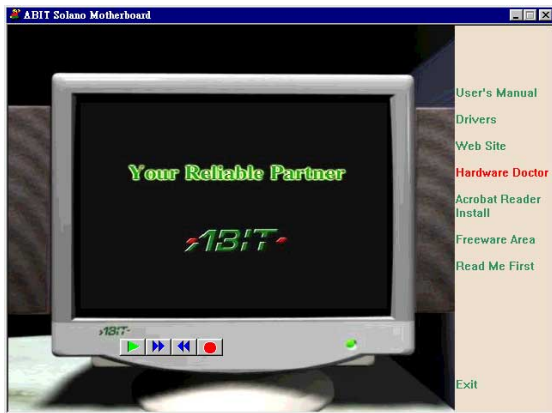 ABIT Solano Motherboard
Your Reliable Partner
ABIT
ABIT
User's Manual
Drivers
Web Site
Hardware Doctor
Acrobat Reader
Install
Freeware Area
Read Me First
Exit